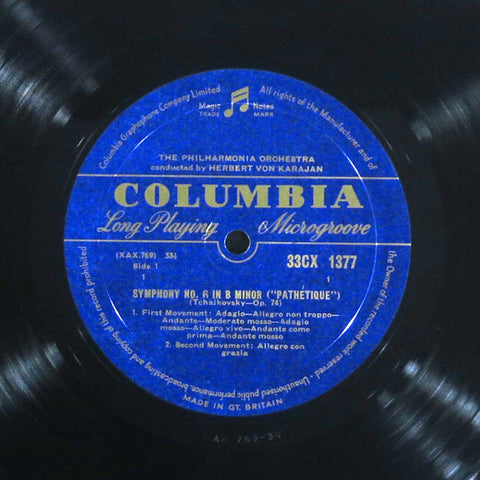 Columbia Graphophone Company Limited
All rights of the Manufacturer and of
Magic Notes
TRADE MARK
THE PHILHARMONIA ORCHESTRA
conducted by HERBERT VON KARAJAN
COLUMBIA
Long Playing Microgroove
(XAX.769) 33⅓
Side 1
1
33CX 1377
1
SYMPHONY NO. 6 IN B MINOR ("PATHÉTIQUE")
(Tchaikovsky—Op. 74)
1. First Movement: Adagio—Allegro non troppo—
Andante—Moderato mosso—Andante
mosso—Allegro vivo—Andante come
prima—Andante mosso
2. Second Movement: Allegro con
grazia
the Owner of the recorded work reserved •
Unauthorised public performance, broadcasting and copying of this record prohibited
MADE IN GT. BRITAIN